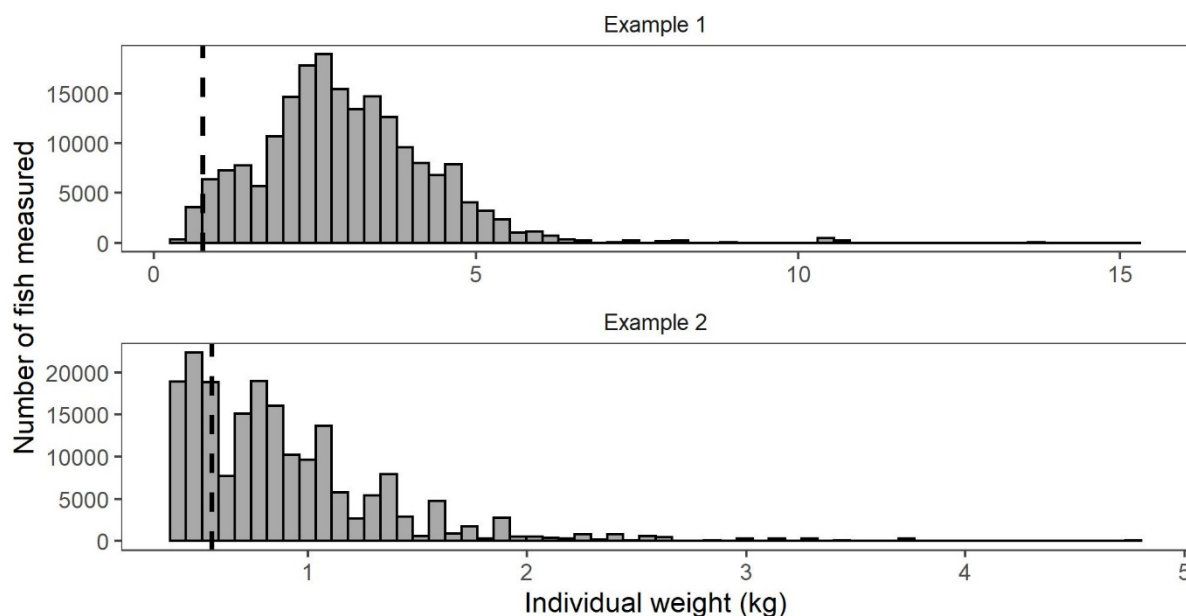 Example 1
Number of fish measured
15000
10000
5000
0
0 5 10 15
Example 2
20000
15000
10000
5000
0
1 2 3 4 5
Individual weight (kg)